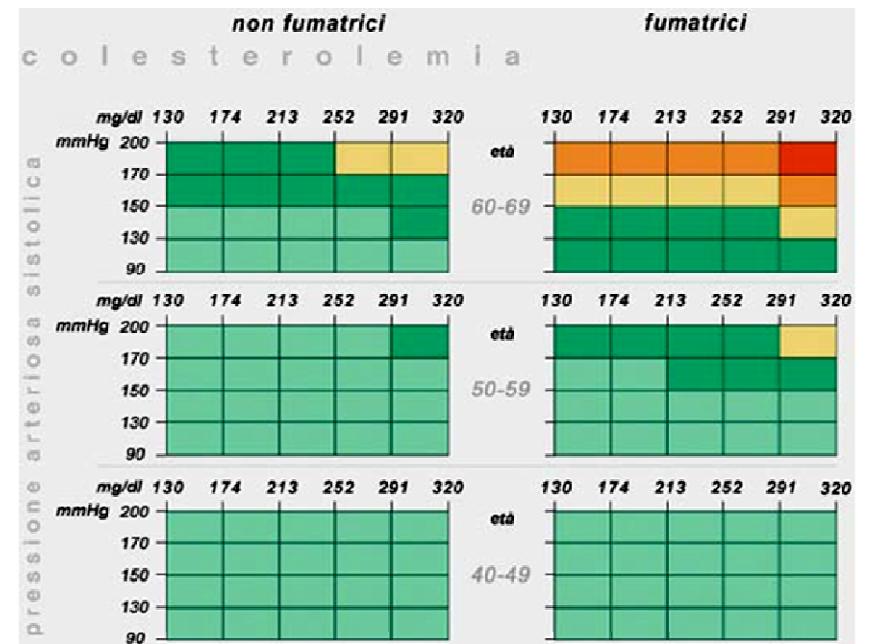 non fumatrici fumatrici
colesterolemia
mg/dl 130 174 213 252 291 320 130 174 213 252 291 320
mmHg 200 età
170
150 60-69
130
90
mg/dl 130 174 213 252 291 320 130 174 213 252 291 320
mmHg 200 età
170
150 50-59
130
90
mg/dl 130 174 213 252 291 320 130 174 213 252 291 320
mmHg 200 età
170
150 40-49
130
90
pressione arteriosa sistolica